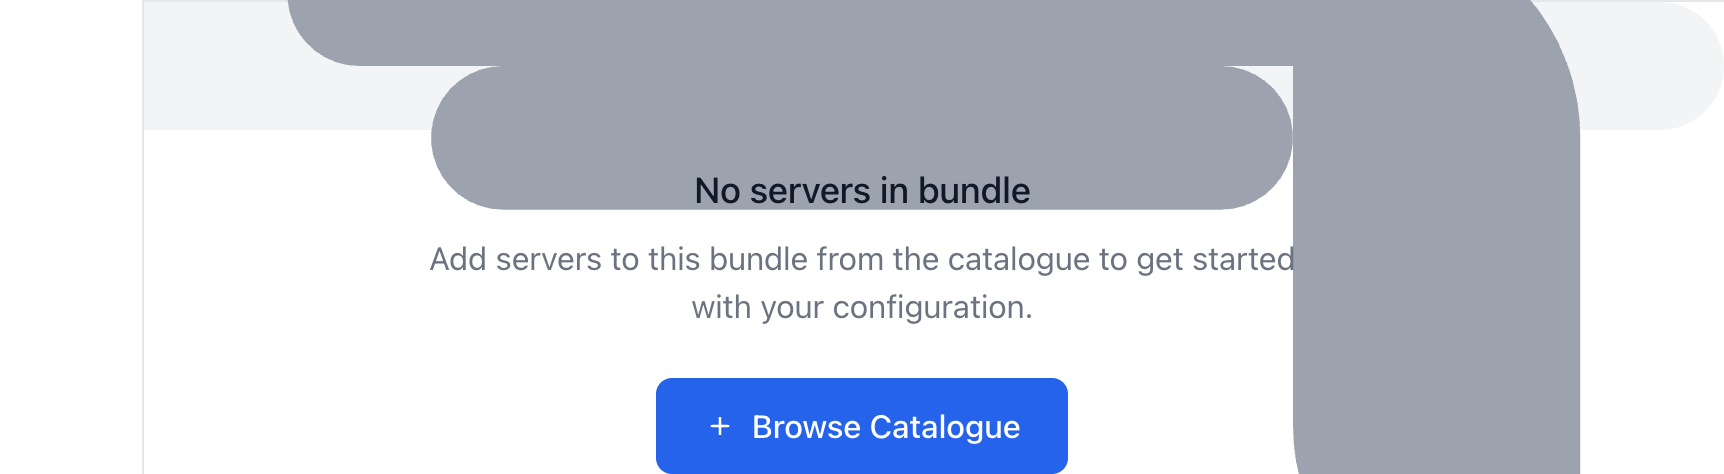 No servers in bundle
Add servers to this bundle from the catalogue to get started
with your configuration.
+ Browse Catalogue